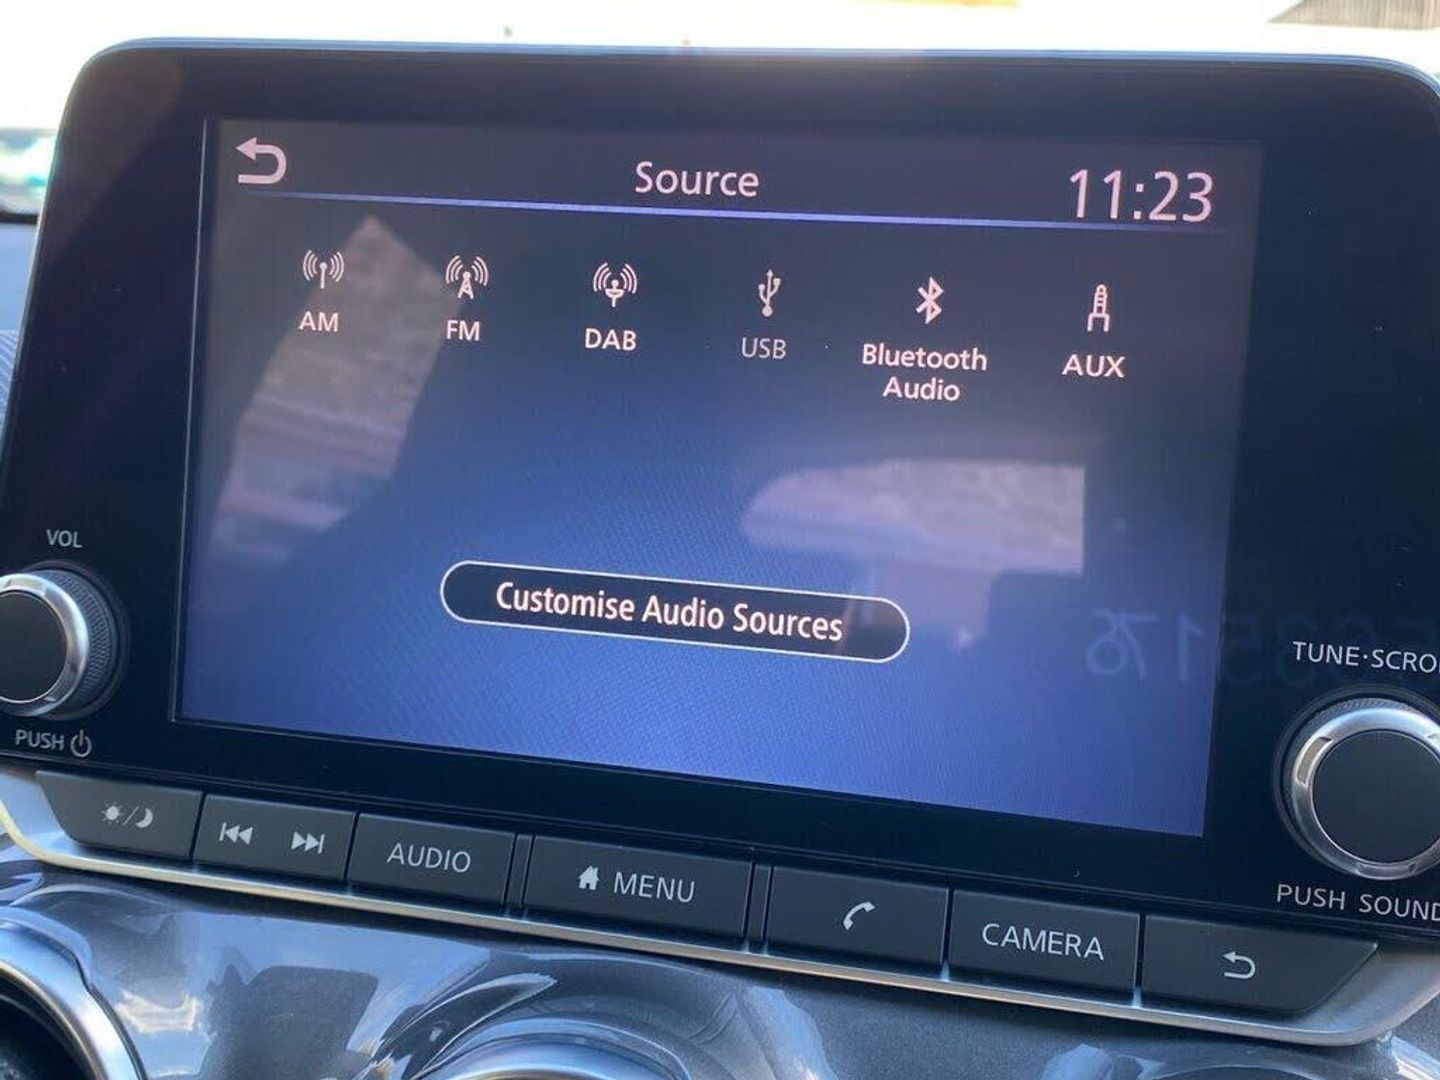 Source
11:23
AM
FM
DAB
USB
Bluetooth
Audio
AUX
Customise Audio Sources
VOL
PUSH
TUNE·SCRO
PUSH SOUND
AUDIO
MENU
CAMERA